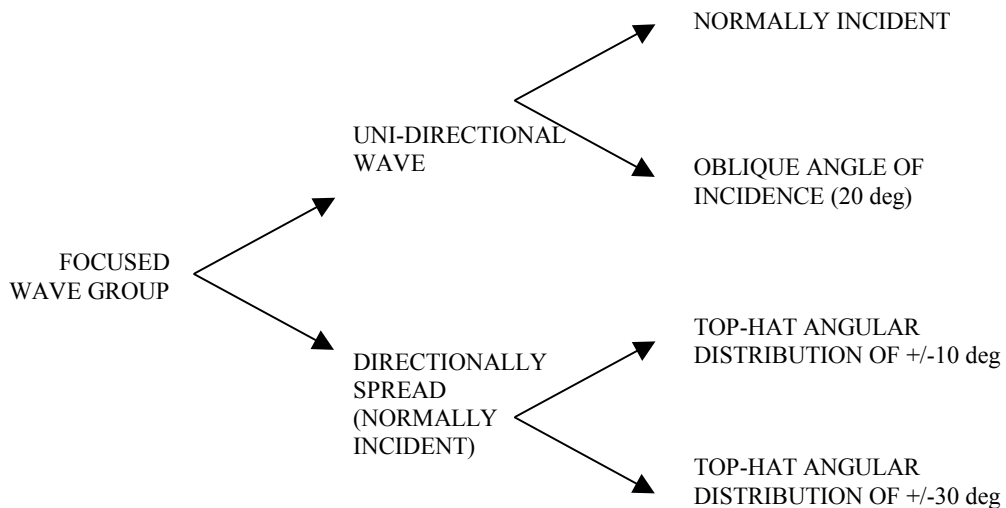 NORMALLY INCIDENT
UNI-DIRECTIONAL
WAVE
OBLIQUE ANGLE OF
INCIDENCE (20 deg)
FOCUSED
WAVE GROUP
TOP-HAT ANGULAR
DISTRIBUTION OF +/-10 deg
DIRECTIONALLY
SPREAD
(NORMALLY
INCIDENT)
TOP-HAT ANGULAR
DISTRIBUTION OF +/-30 deg